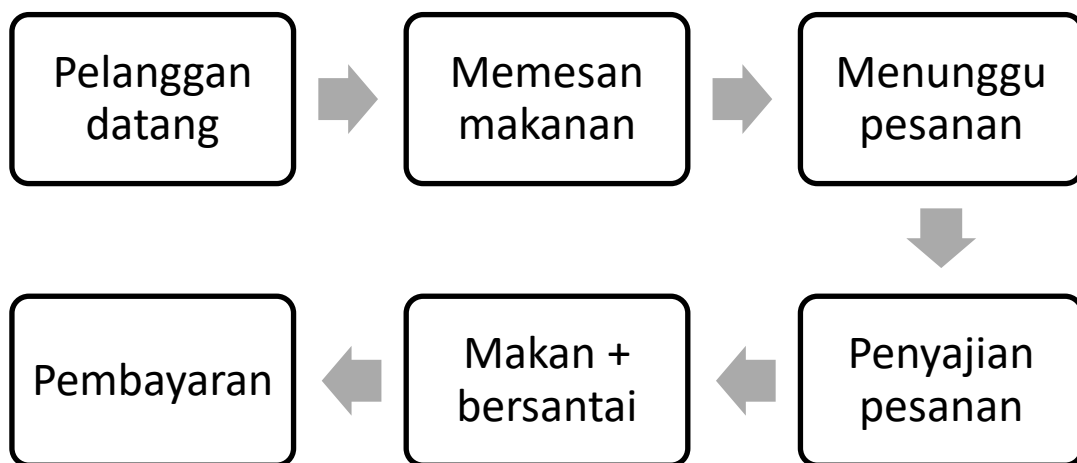 Pelanggan
datang
Memesan
makanan
Menunggu
pesanan
Penyajian
pesanan
Makan +
bersantai
Pembayaran